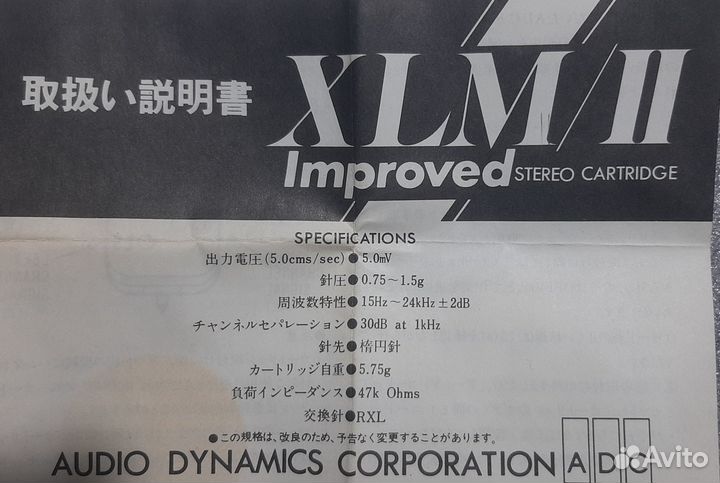 取扱い説明書
XLM/II
Improved STEREO CARTRIDGE
SPECIFICATIONS
出力電圧(5.0cms/sec)●5.0mV
針圧●0.75〜1.5g
周波数特性●15Hz〜24kHz±2dB
チャンネルセパレーション●30dB at 1kHz
針先●楕円針
カートリッジ自重●5.75g
負荷インピーダンス●47k Ohms
交換針●RXL
●この規格は、改良のため、予告なく変更することがあります。
AUDIO DYNAMICS CORPORATION ADC
Avito